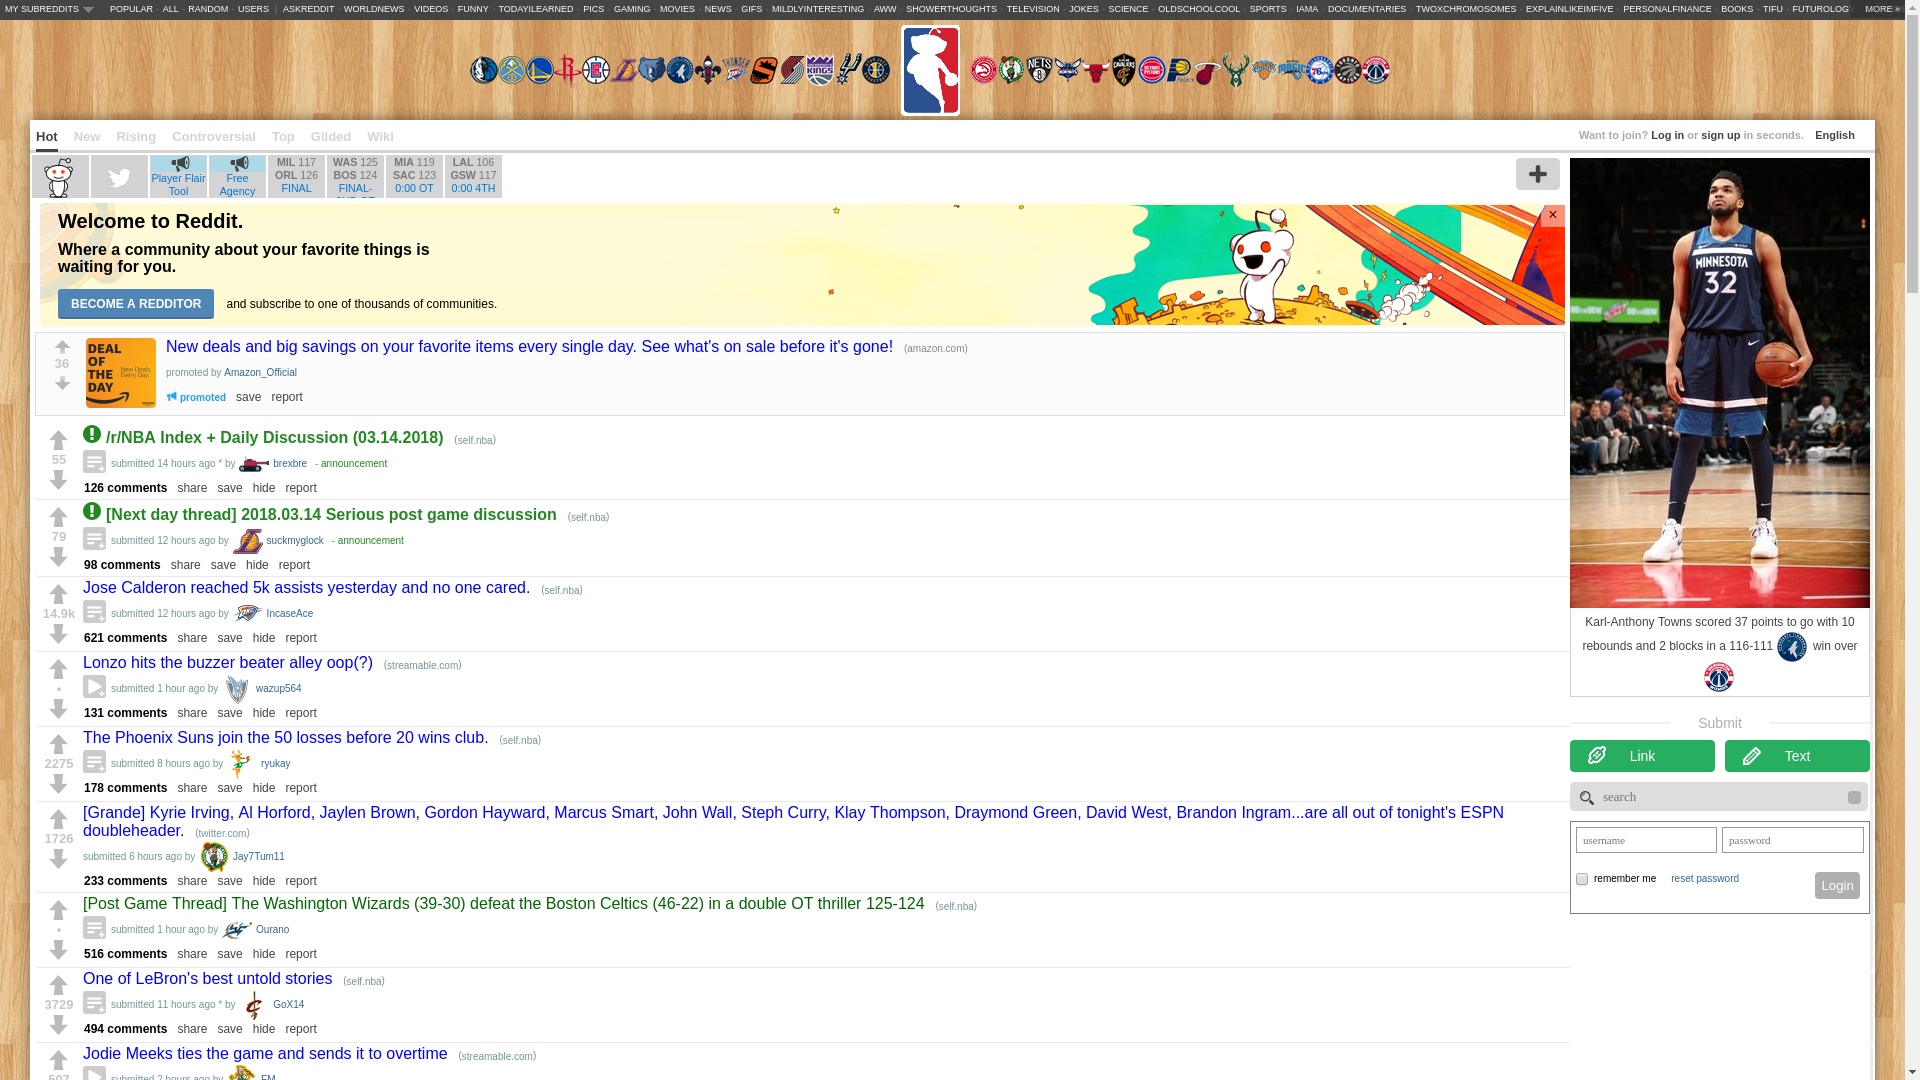 MY SUBREDDITS POPULAR - ALL - RANDOM - USERS | ASKREDDIT - WORLDNEWS - VIDEOS - FUNNY - TODAYILEARNED - PICS - GAMING - MOVIES - NEWS - GIFS - MILDLYINTERESTING - AWW - SHOWERTHOUGHTS - TELEVISION - JOKES - SCIENCE - OLDSCHOOLCOOL - SPORTS - IAMA - DOCUMENTARIES - TWOXCHROMOSOMES - EXPLAINLIKEIMFIVE - PERSONALFINANCE - BOOKS - TIFU - FUTUROLOGY MORE »
Hot New Rising Controversial Top Gilded Wiki
Want to join? Log in or sign up in seconds. English
Player Flair Tool
Free Agency
MIL 117
ORL 126
FINAL
WAS 125
BOS 124
FINAL-
MIA 119
SAC 123
0:00 OT
LAL 106
GSW 117
0:00 4TH
Welcome to Reddit.
Where a community about your favorite things is
waiting for you.
BECOME A REDDITOR and subscribe to one of thousands of communities.
×
36
DEAL OF THE DAY
New Deals. Every Day.
New deals and big savings on your favorite items every single day. See what's on sale before it's gone! (amazon.com)
promoted by Amazon_Official
promoted save report
55
/r/NBA Index + Daily Discussion (03.14.2018) (self.nba)
submitted 14 hours ago * by brexbre - announcement
126 comments share save hide report
79
[Next day thread] 2018.03.14 Serious post game discussion (self.nba)
submitted 12 hours ago by suckmyglock - announcement
98 comments share save hide report
14.9k
Jose Calderon reached 5k assists yesterday and no one cared. (self.nba)
submitted 12 hours ago by IncaseAce
621 comments share save hide report
•
Lonzo hits the buzzer beater alley oop(?) (streamable.com)
submitted 1 hour ago by wazup564
131 comments share save hide report
2275
The Phoenix Suns join the 50 losses before 20 wins club. (self.nba)
submitted 8 hours ago by ryukay
178 comments share save hide report
1726
[Grande] Kyrie Irving, Al Horford, Jaylen Brown, Gordon Hayward, Marcus Smart, John Wall, Steph Curry, Klay Thompson, Draymond Green, David West, Brandon Ingram...are all out of tonight's ESPN
doubleheader. (twitter.com)
submitted 6 hours ago by Jay7Tum11
233 comments share save hide report
•
[Post Game Thread] The Washington Wizards (39-30) defeat the Boston Celtics (46-22) in a double OT thriller 125-124 (self.nba)
submitted 1 hour ago by Ourano
516 comments share save hide report
3729
One of LeBron's best untold stories (self.nba)
submitted 11 hours ago * by GoX14
494 comments share save hide report
507
Jodie Meeks ties the game and sends it to overtime (streamable.com)
submitted 2 hours ago by
MINNESOTA
32
Karl-Anthony Towns scored 37 points to go with 10
rebounds and 2 blocks in a 116-111 win over
Submit
Link Text
search
username password
remember me reset password
Login